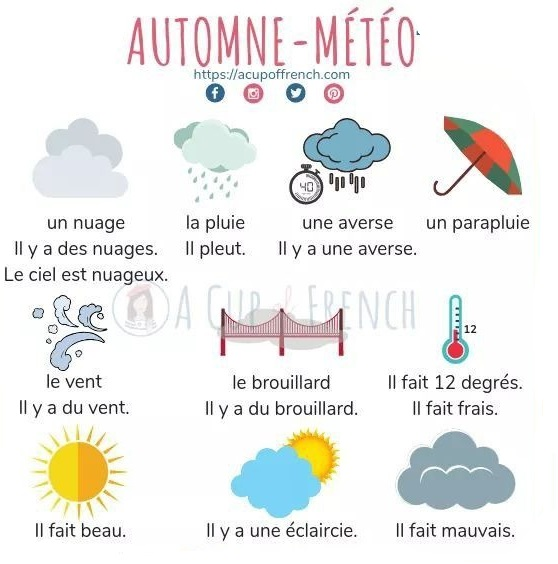 AUTOMNE-MÉTÉO
https://acupoffrench.com
un nuage
Il y a des nuages.
Le ciel est nuageux.
la pluie
Il pleut.
40
une averse
Il y a une averse.
un parapluie
A CUP of FRENCH
le vent
Il y a du vent.
le brouillard
Il y a du brouillard.
12
Il fait 12 degrés.
Il fait frais.
Il fait beau.
Il y a une éclaircie.
Il fait mauvais.